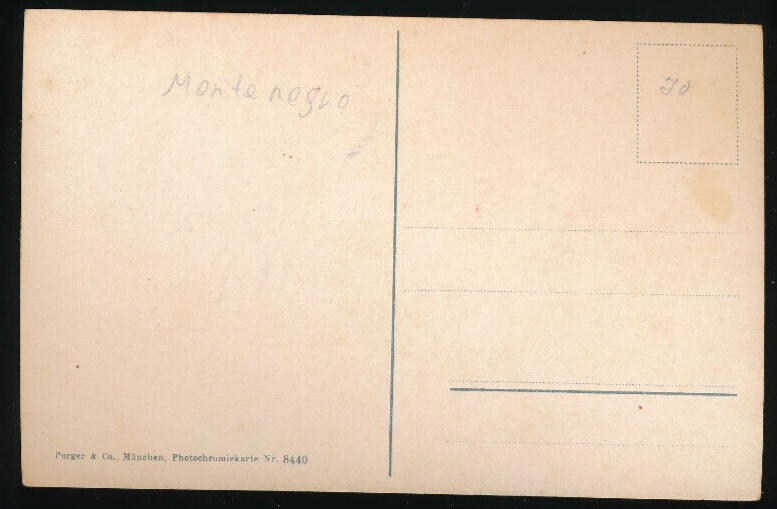 Montenegro
70
Purger & Co., München, Photochromiekarte Nr. 8440